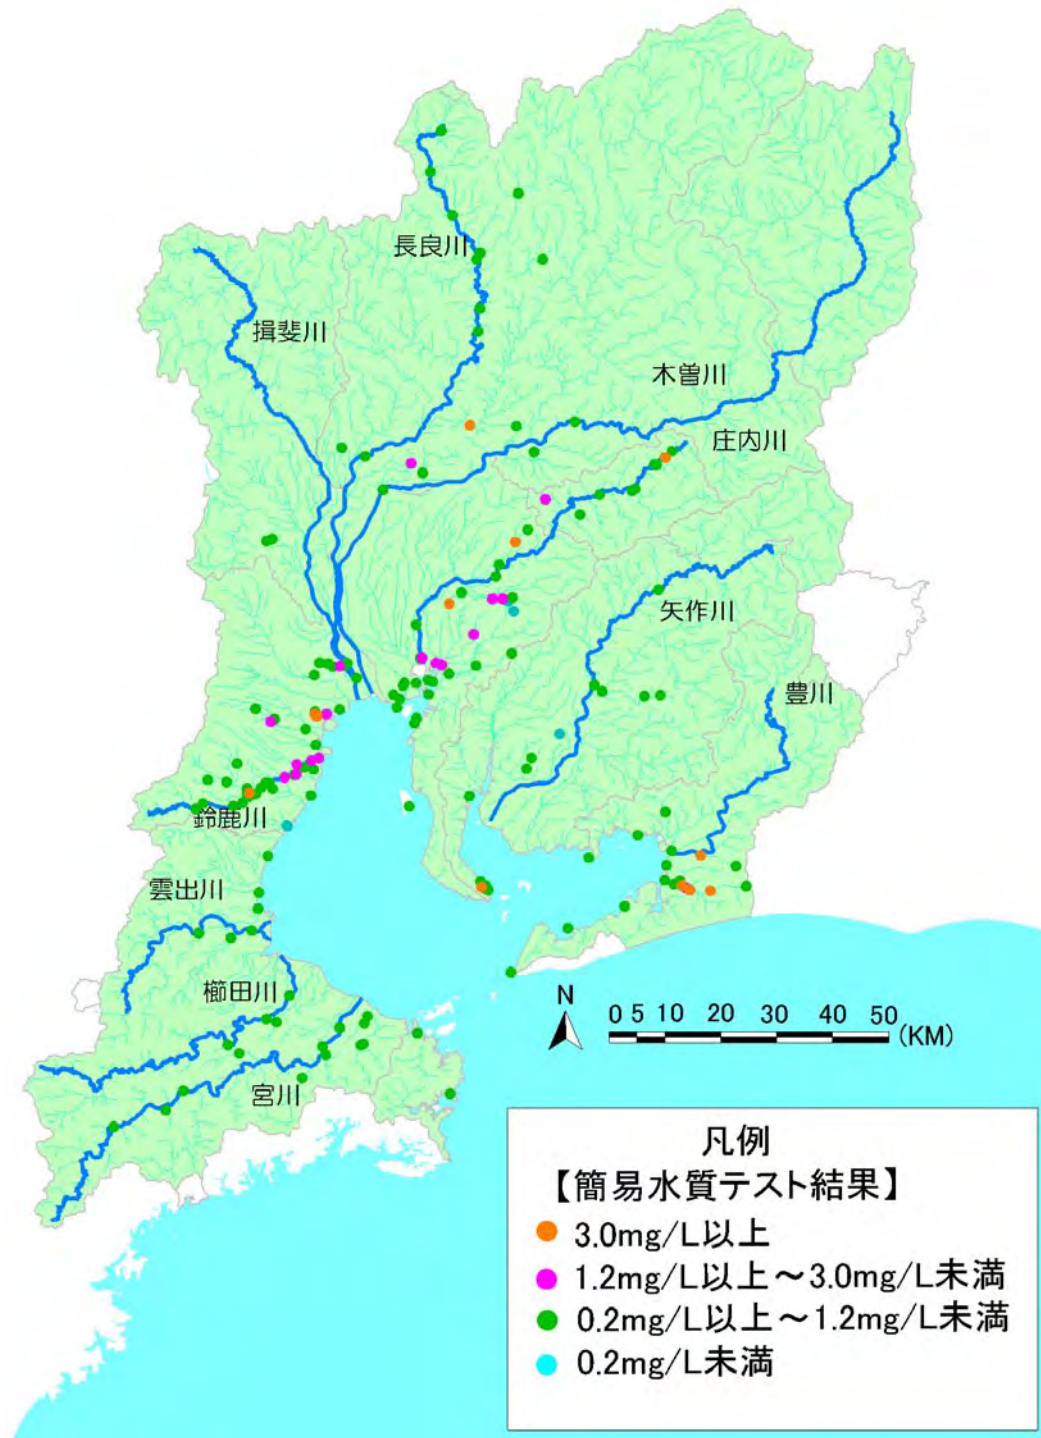 長良川
揖斐川
木曽川
庄内川
矢作川
豊川
鈴鹿川
雲出川
櫛田川
宮川
N
0 5 10 20 30 40 50
(KM)
凡例
【簡易水質テスト結果】
3.0mg/L以上
1.2mg/L以上～3.0mg/L未満
0.2mg/L以上～1.2mg/L未満
0.2mg/L未満